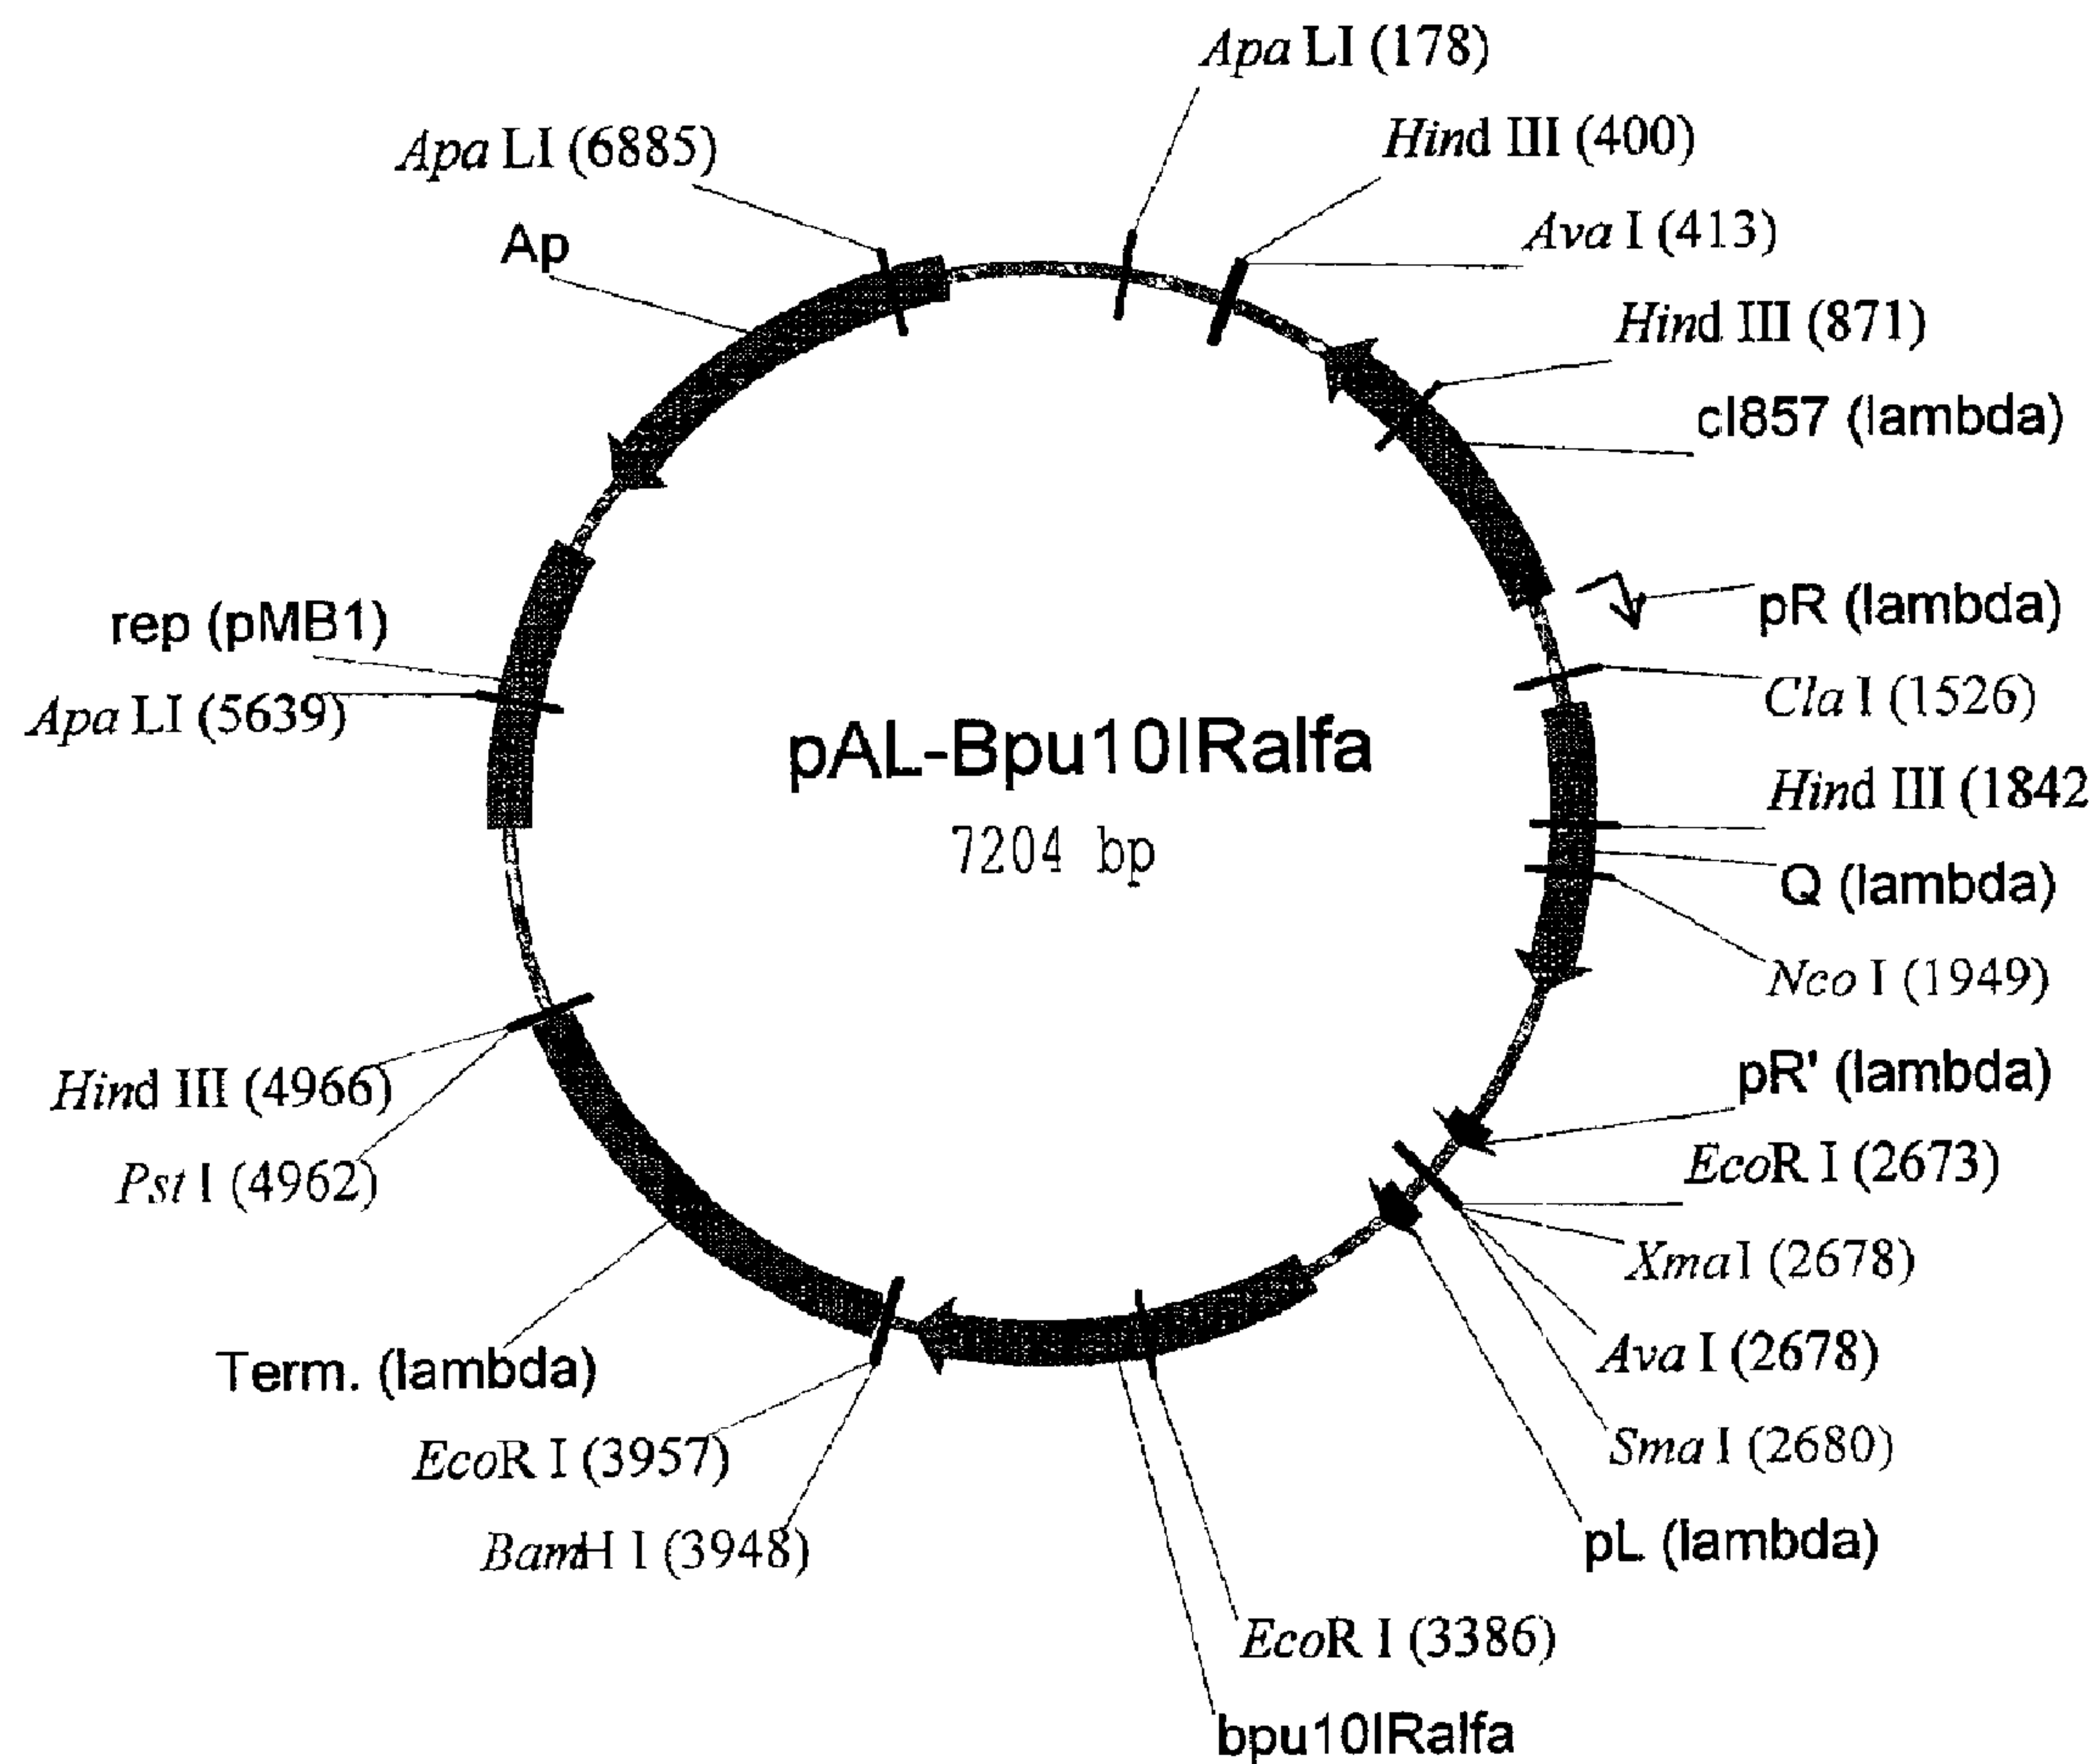 Apa LI (178)
Hind III (400)
Apa LI (6885)
Ava I (413)
Ap
Hind III (871)
cI857 (lambda)
pR (lambda)
rep (pMB1)
Cla I (1526)
Apa LI (5639)
pAL-Bpu10IRalfa
7204 bp
Hind III (1842
Q (lambda)
Nco I (1949)
pR' (lambda)
Hind III (4966)
EcoR I (2673)
Pst I (4962)
XmaI (2678)
Ava I (2678)
Term. (lambda)
Sma I (2680)
EcoR I (3957)
pL (lambda)
BamH I (3948)
EcoR I (3386)
bpu10IRalfa